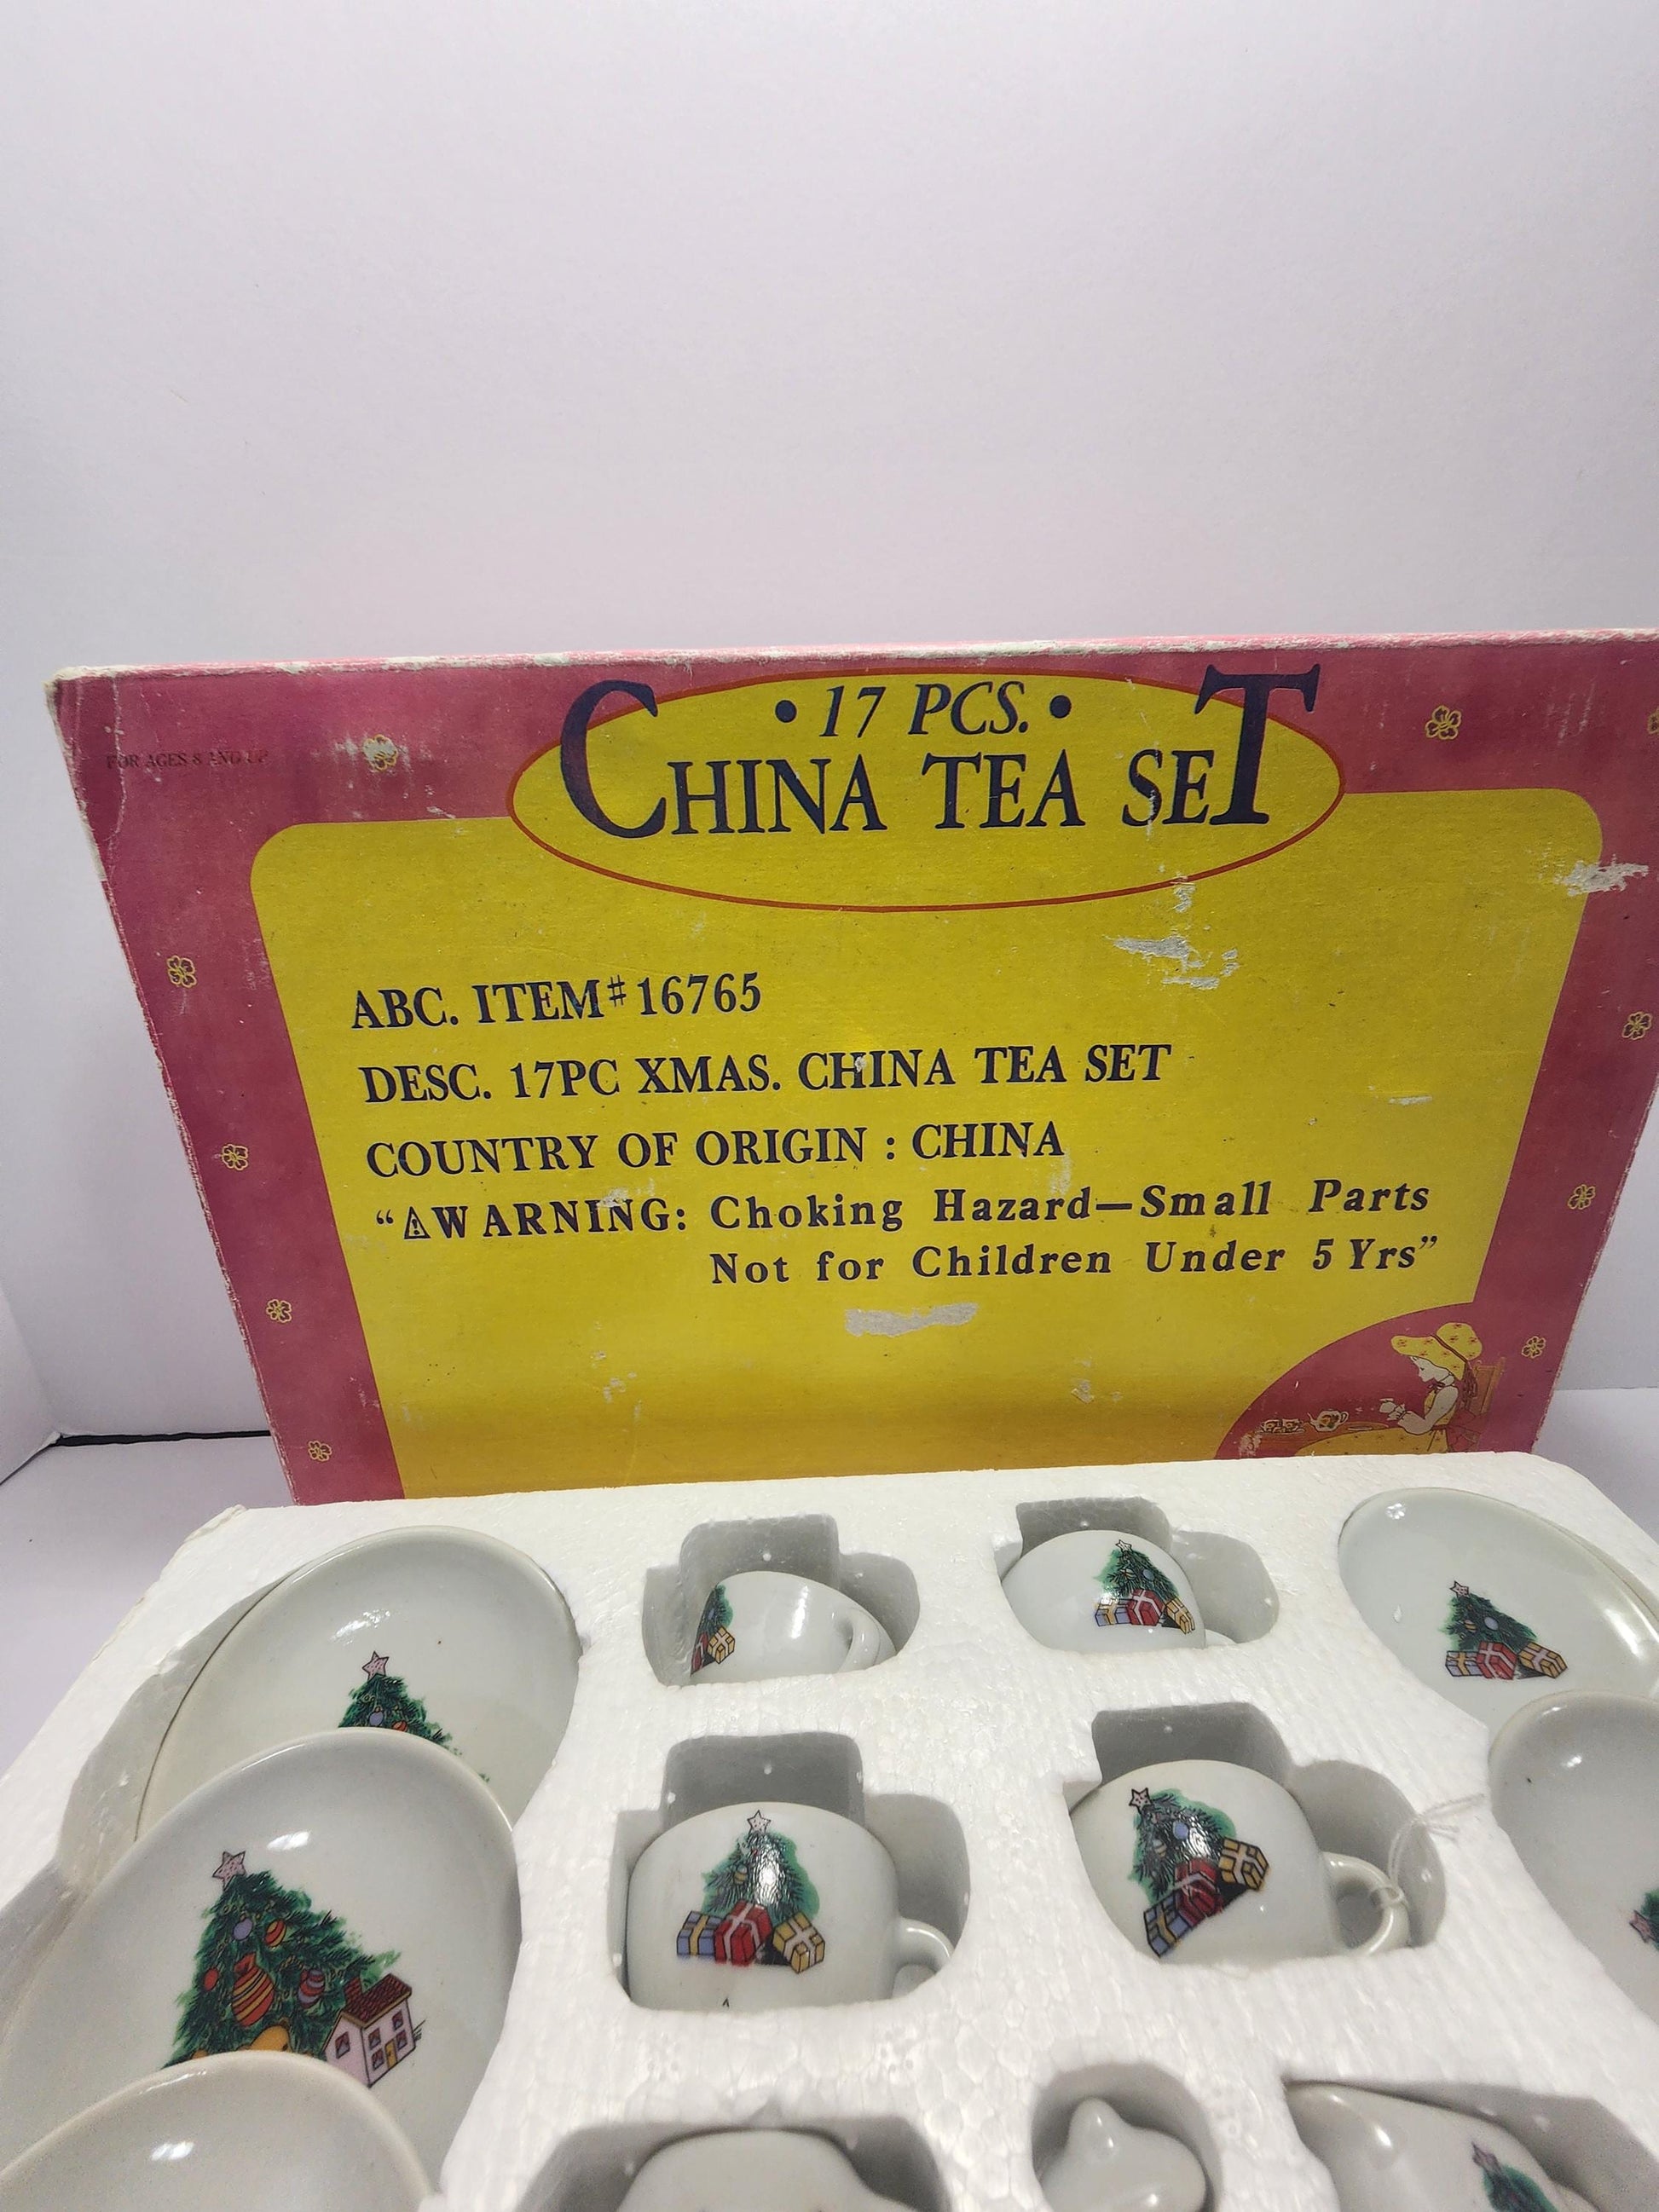 FOR AGES 8 AND UP
• 17 PCS. •
CHINA TEA SET
ABC. ITEM#16765
DESC. 17PC XMAS. CHINA TEA SET
COUNTRY OF ORIGIN : CHINA
“⚠WARNING: Choking Hazard—Small Parts
Not for Children Under 5 Yrs”